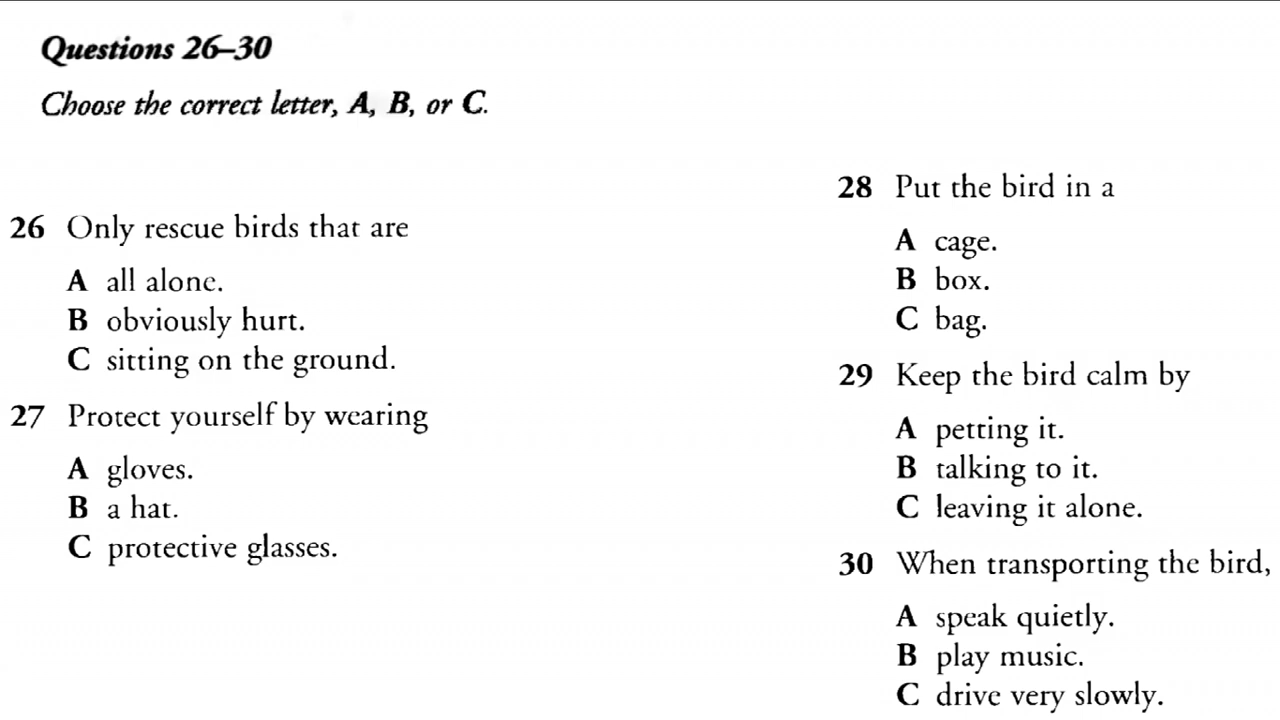 Questions 26–30
Choose the correct letter, A, B, or C.
26 Only rescue birds that are
A all alone.
B obviously hurt.
C sitting on the ground.
27 Protect yourself by wearing
A gloves.
B a hat.
C protective glasses.
28 Put the bird in a
A cage.
B box.
C bag.
29 Keep the bird calm by
A petting it.
B talking to it.
C leaving it alone.
30 When transporting the bird,
A speak quietly.
B play music.
C drive very slowly.